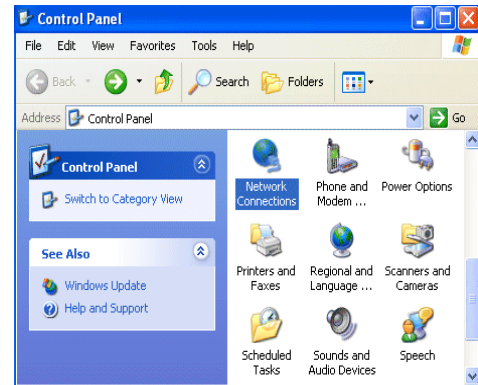 Control Panel
File Edit View Favorites Tools Help
Back Search Folders
Address Control Panel Go
Control Panel
Switch to Category View
See Also
Windows Update
Help and Support
Network Connections
Phone and Modem ...
Power Options
Printers and Faxes
Regional and Language ...
Scanners and Cameras
Scheduled Tasks
Sounds and Audio Devices
Speech